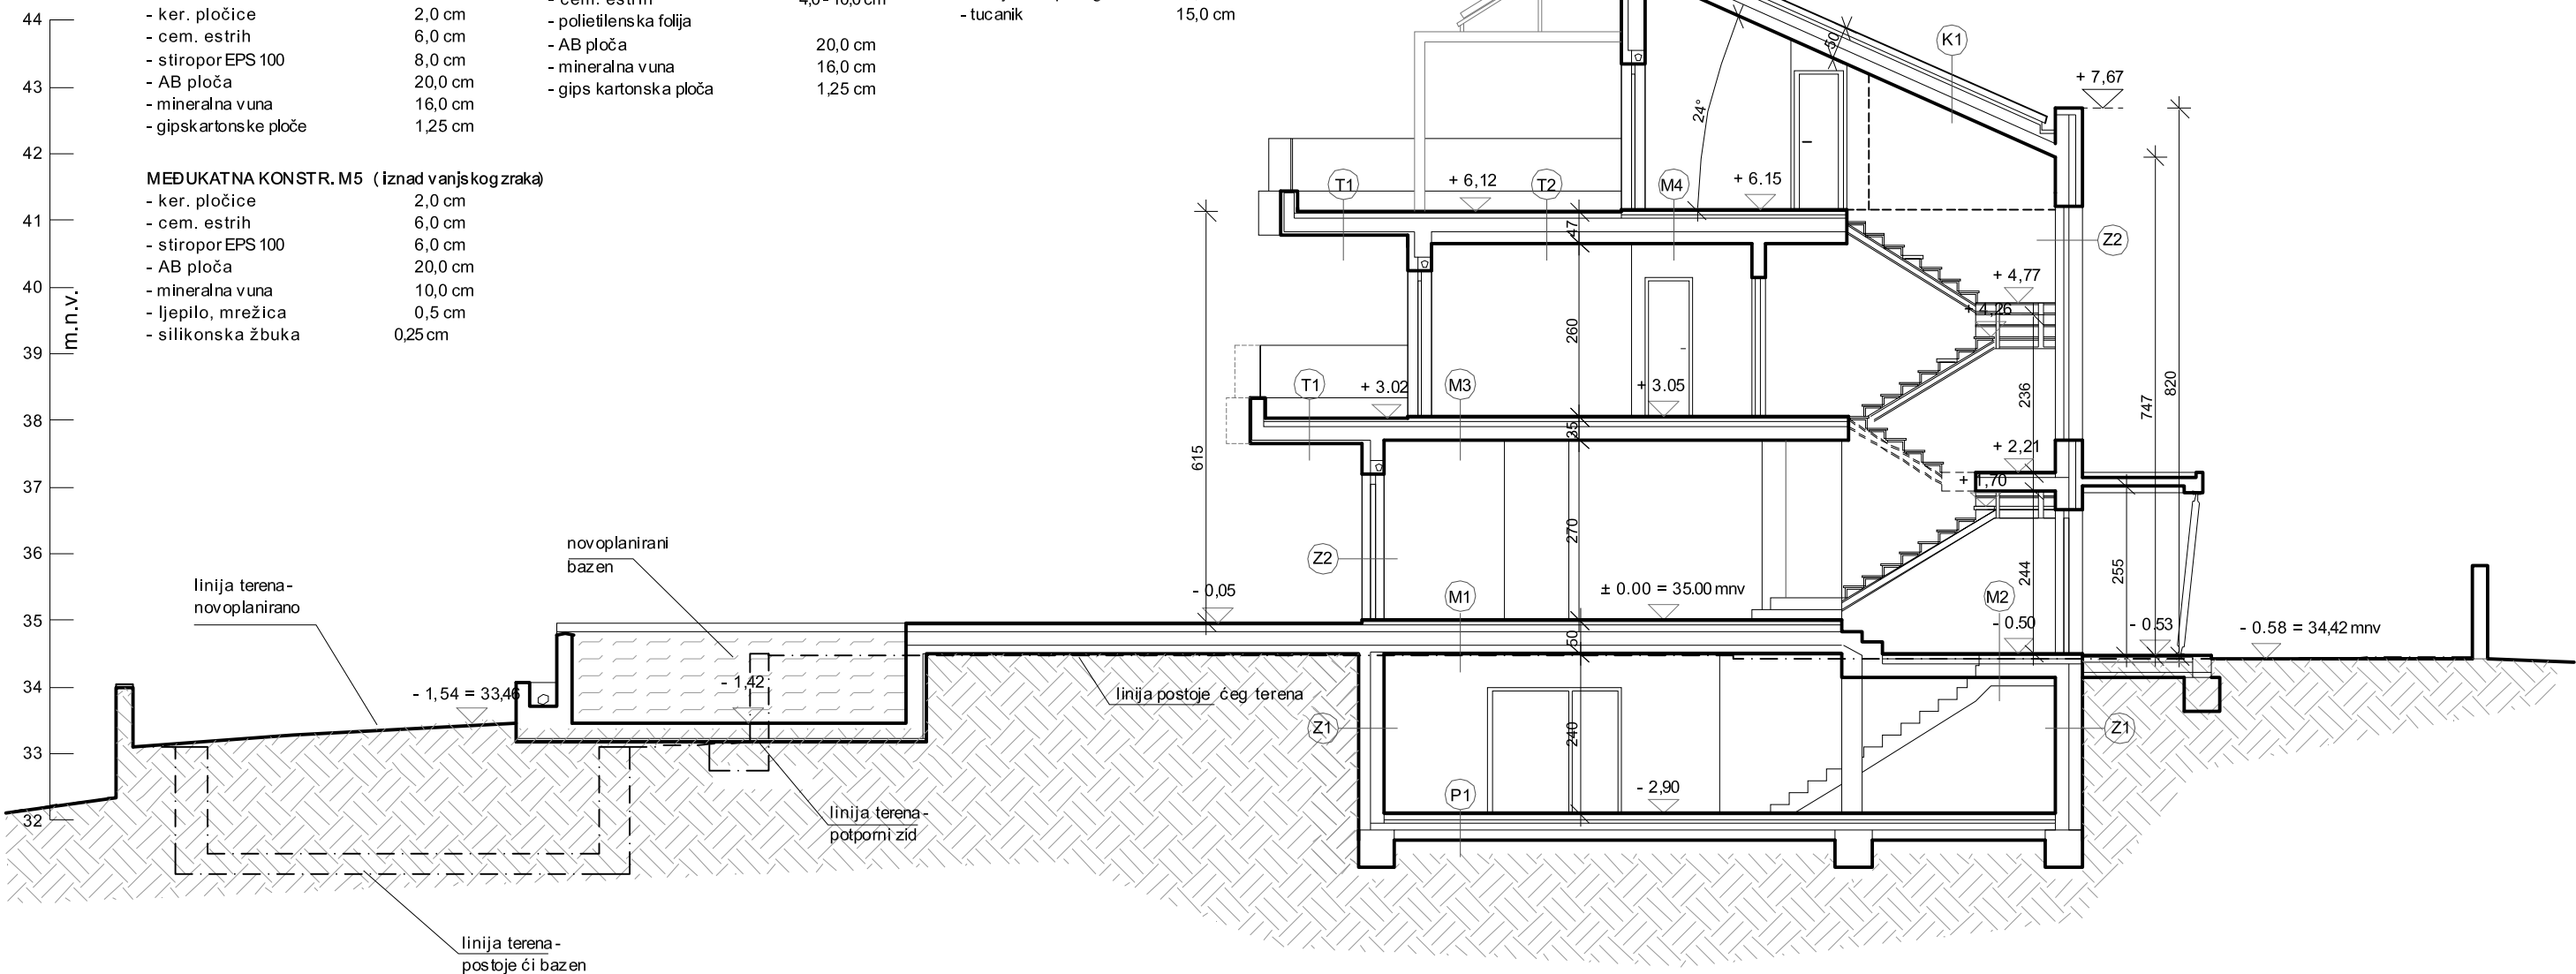 44
43
42
41
40
39
38
37
36
35
34
33
32
m.n.v.
- ker. pločice 2,0 cm
- cem. estrih 6,0 cm
- stiropor EPS 100 8,0 cm
- AB ploča 20,0 cm
- mineralna vuna 16,0 cm
- gipskartonske ploče 1,25 cm
MEĐUKATNA KONSTR. M5 ( iznad vanjskog zraka)
- ker. pločice 2,0 cm
- cem. estrih 6,0 cm
- stiropor EPS 100 6,0 cm
- AB ploča 20,0 cm
- mineralna vuna 10,0 cm
- ljepilo, mrežica 0,5 cm
- silikonska žbuka 0,25 cm
- cem. estrih 4,0-10,0 cm
- polietilenska folija
- AB ploča 20,0 cm
- mineralna vuna 16,0 cm
- gips kartonska ploča 1,25 cm
- tucanik 15,0 cm
50
K1
24°
+ 7,67
T1
+ 6,12
T2
M4
+ 6.15
47
Z2
+ 4,77
+ 4,26
260
T1
+ 3.02
M3
+ 3.05
35
236
747
820
615
+ 2,21
+ 1,70
270
Z2
244
255
novoplanirani
bazen
linija terena-
novoplanirano
- 0,05
M1
± 0.00 = 35.00 mnv
M2
- 0.50
- 0.53
- 0.58 = 34,42 mnv
50
- 1,54 = 33,46
- 1,42
linija postoje ćeg terena
Z1
240
Z1
P1
- 2,90
linija terena-
potporni zid
linija terena-
postoje ći bazen